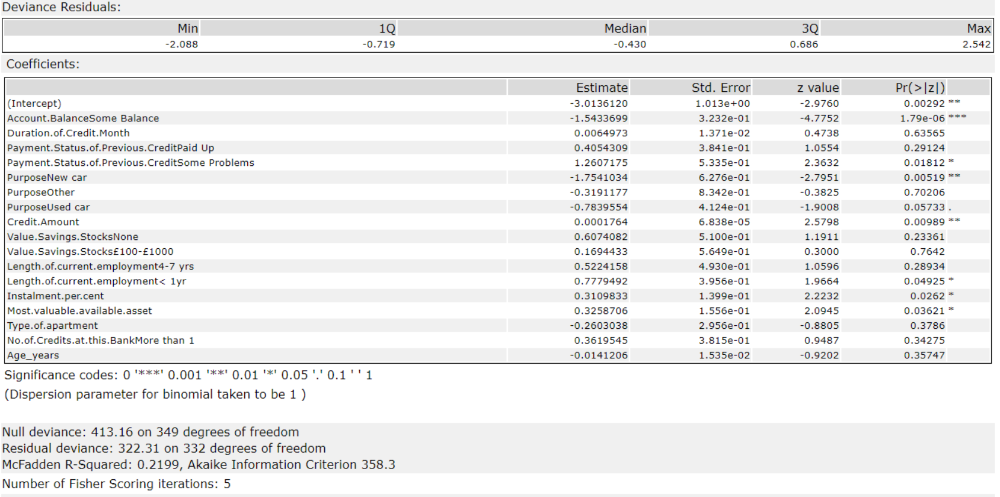 Deviance Residuals:
Min 1Q Median 3Q Max
-2.088 -0.719 -0.430 0.686 2.542
Coefficients:
Estimate Std. Error z value Pr(>|z|)
(Intercept) -3.0136120 1.013e+00 -2.9760 0.00292 **
Account.BalanceSome Balance -1.5433699 3.232e-01 -4.7752 1.79e-06 ***
Duration.of.Credit.Month 0.0064973 1.371e-02 0.4738 0.63565
Payment.Status.of.Previous.CreditPaid Up 0.4054309 3.841e-01 1.0554 0.29124
Payment.Status.of.Previous.CreditSome Problems 1.2607175 5.335e-01 2.3632 0.01812 *
PurposeNew car -1.7541034 6.276e-01 -2.7951 0.00519 **
PurposeOther -0.3191177 8.342e-01 -0.3825 0.70206
PurposeUsed car -0.7839554 4.124e-01 -1.9008 0.05733 .
Credit.Amount 0.0001764 6.838e-05 2.5798 0.00989 **
Value.Savings.StocksNone 0.6074082 5.100e-01 1.1911 0.23361
Value.Savings.Stocks£100-£1000 0.1694433 5.649e-01 0.3000 0.7642
Length.of.current.employment4-7 yrs 0.5224158 4.930e-01 1.0596 0.28934
Length.of.current.employment< 1yr 0.7779492 3.956e-01 1.9664 0.04925 *
Instalment.per.cent 0.3109833 1.399e-01 2.2232 0.0262 *
Most.valuable.available.asset 0.3258706 1.556e-01 2.0945 0.03621 *
Type.of.apartment -0.2603038 2.956e-01 -0.8805 0.3786
No.of.Credits.at.this.BankMore than 1 0.3619545 3.815e-01 0.9487 0.34275
Age_years -0.0141206 1.535e-02 -0.9202 0.35747
Significance codes: 0 '***' 0.001 '**' 0.01 '*' 0.05 '.' 0.1 ' ' 1
(Dispersion parameter for binomial taken to be 1 )
Null deviance: 413.16 on 349 degrees of freedom
Residual deviance: 322.31 on 332 degrees of freedom
McFadden R-Squared: 0.2199, Akaike Information Criterion 358.3
Number of Fisher Scoring iterations: 5